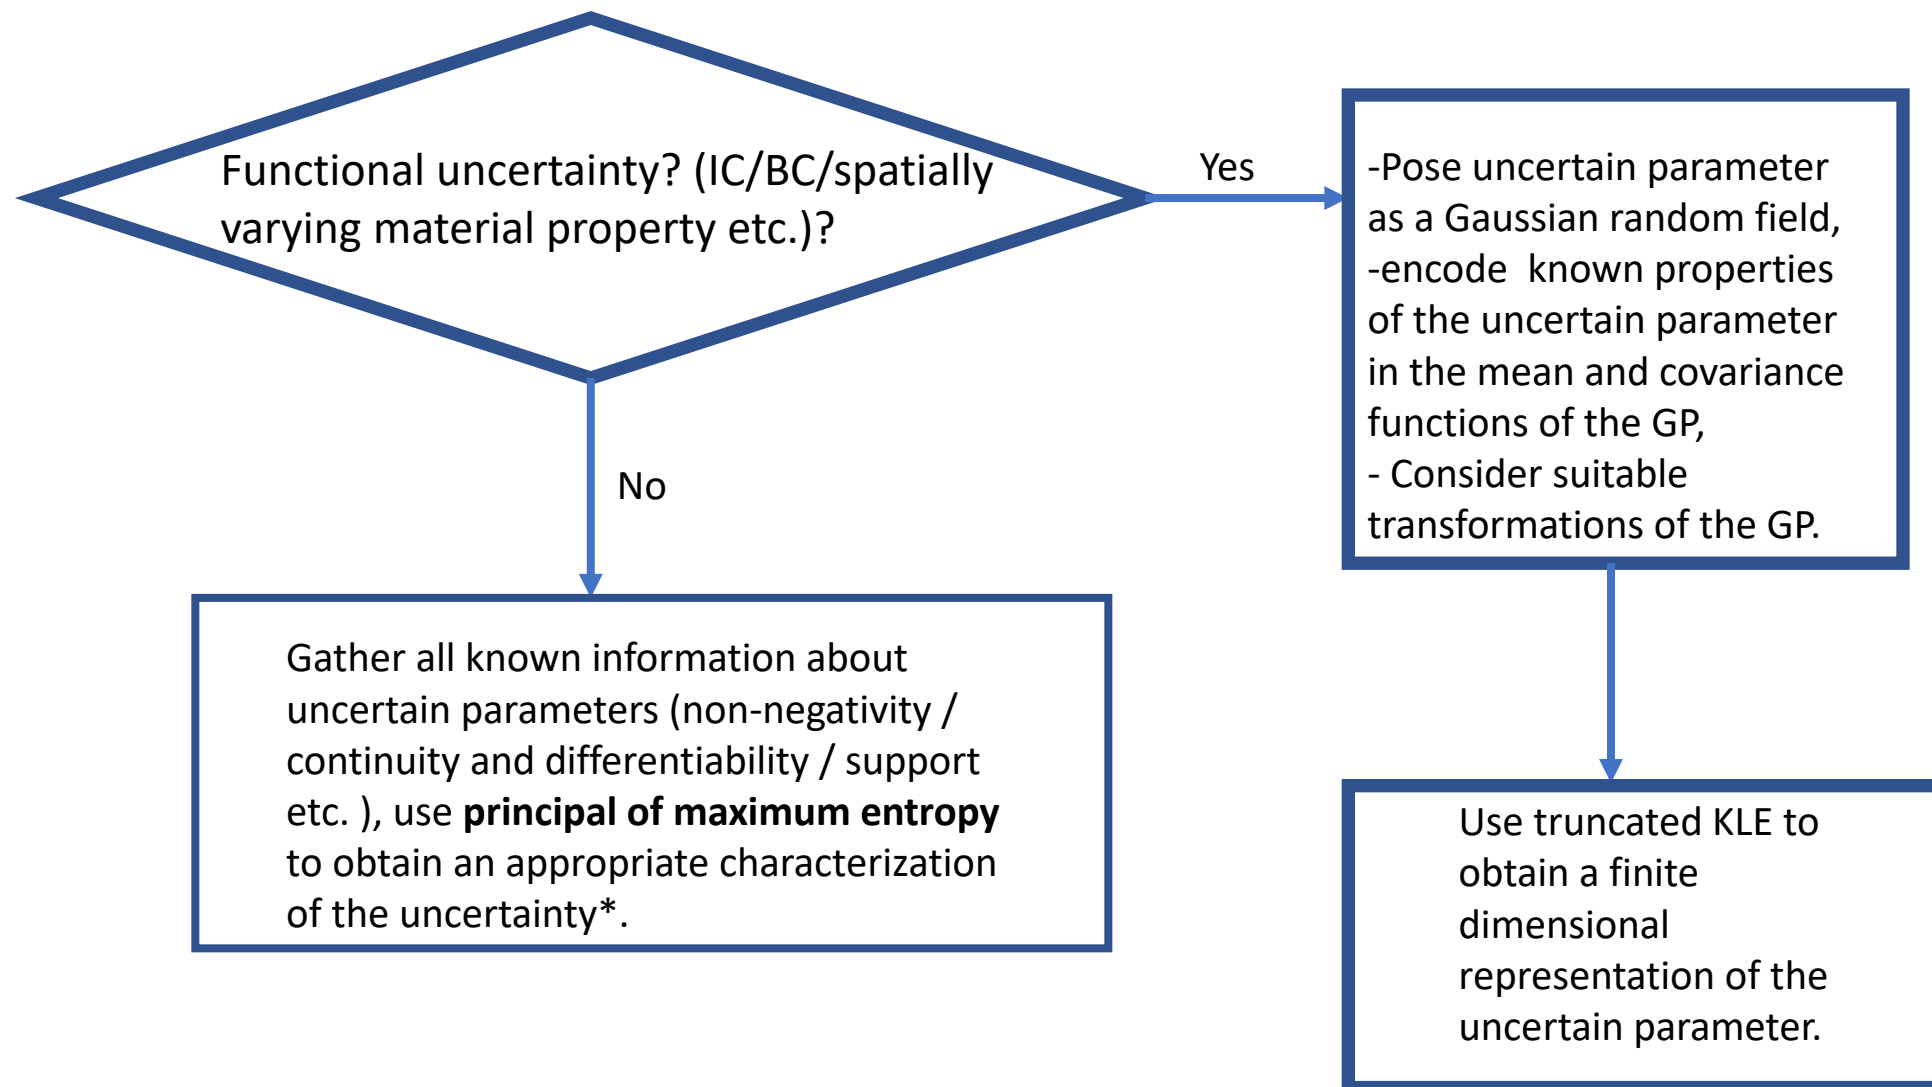 Functional uncertainty? (IC/BC/spatially
varying material property etc.)?
Yes
-Pose uncertain parameter
as a Gaussian random field,
-encode  known properties
of the uncertain parameter
in the mean and covariance
functions of the GP,
- Consider suitable
transformations of the GP.
No
Gather all known information about
uncertain parameters (non-negativity /
continuity and differentiability / support
etc. ), use principal of maximum entropy
to obtain an appropriate characterization
of the uncertainty*.
Use truncated KLE to
obtain a finite
dimensional
representation of the
uncertain parameter.